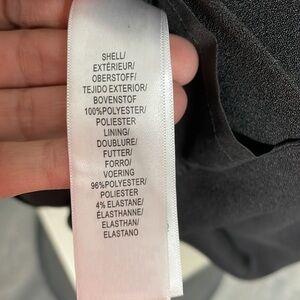 SHELL/
EXTÉRIEUR/
OBERSTOFF/
TEJIDO EXTERIOR/
BOVENSTOF
100%POLYESTER/
POLIESTER
LINING/
DOUBLURE/
FUTTER/
FORRO/
VOERING
96%POLYESTER/
POLIESTER
4% ELASTANE/
ÉLASTHANNE/
ELASTHAN/
ELASTANO